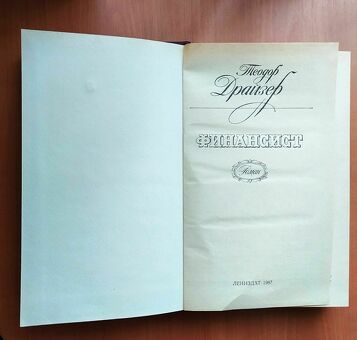 Теодор
Драйзер
ФИНАНСИСТ
Роман
ЛЕНИЗДАТ 1987